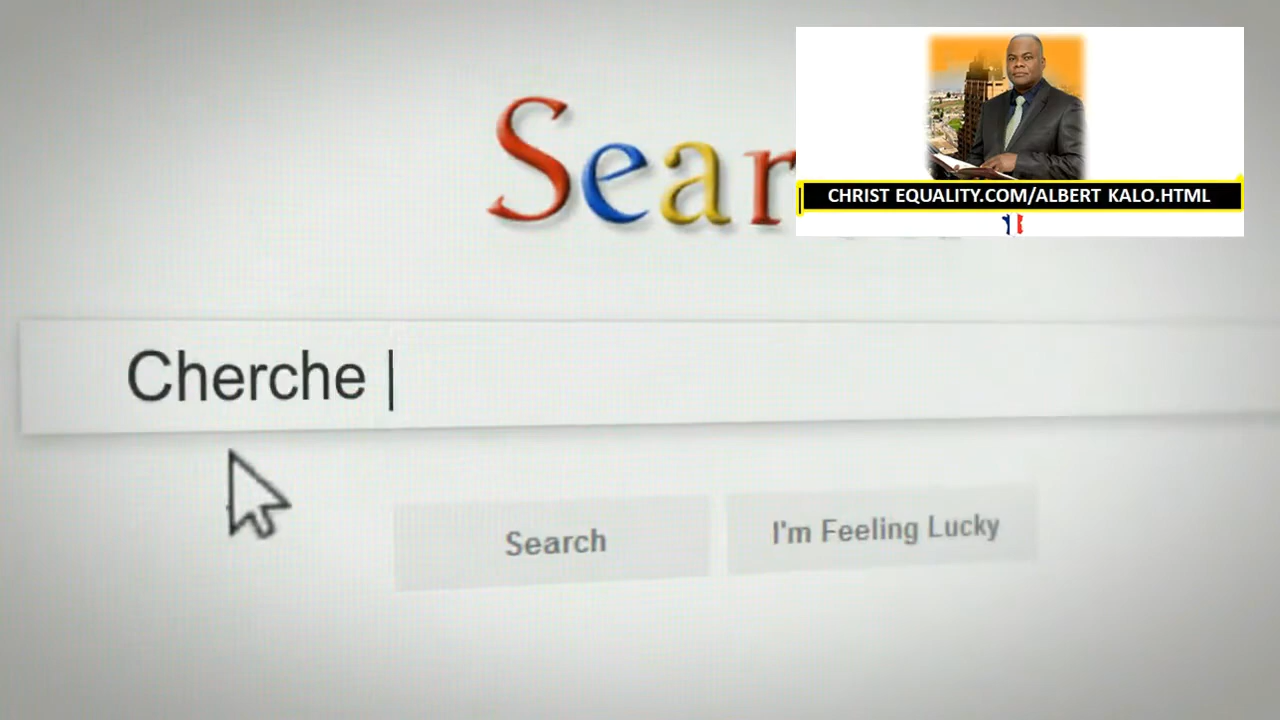 Sear
CHRIST EQUALITY.COM/ALBERT KALO.HTML
Cherche
Search
I'm Feeling Lucky